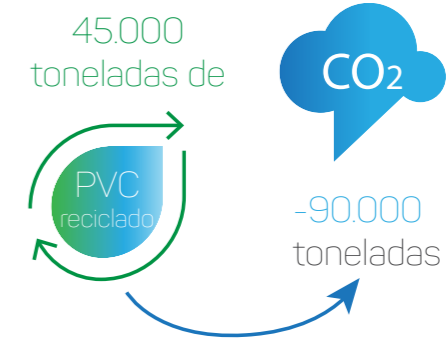 45.000
toneladas de
PVC
reciclado
CO₂
-90.000
toneladas